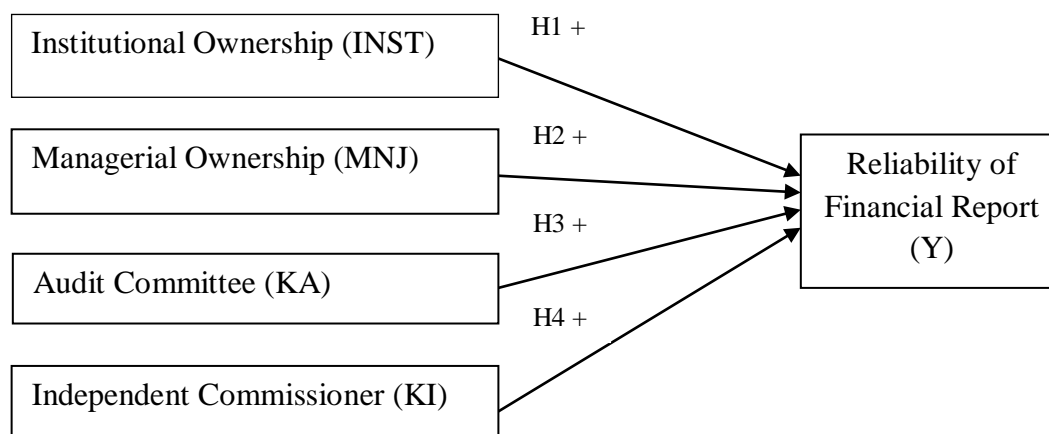 Institutional Ownership (INST)
H1 +
Managerial Ownership (MNJ)
H2 +
Audit Committee (KA)
H3 +
Independent Commissioner (KI)
H4 +
Reliability of
Financial Report
(Y)